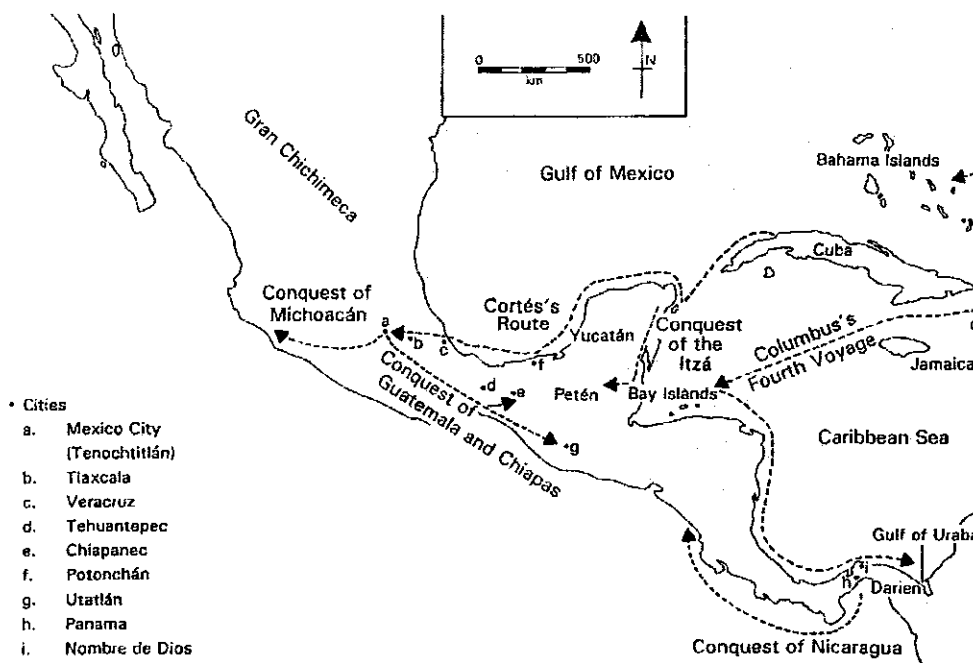 0
500
km
N
Gran Chichimeca
Gulf of Mexico
Bahama Islands
Cuba
Conquest of
Michoacán
Cortés's
Route
Yucatán
Conquest
of the
Itzá
Columbus's
Fourth Voyage
Jamaica
a
b
c
f
d
e
g
Petén
Bay Islands
Conquest of
Guatemala and Chiapas
Caribbean Sea
Gulf of Uraba
h
i
Darien
Conquest of Nicaragua
• Cities
a. Mexico City
(Tenochtitlán)
b. Tlaxcala
c. Veracruz
d. Tehuantepec
e. Chiapanec
f. Potonchán
g. Utatlán
h. Panama
i. Nombre de Dios